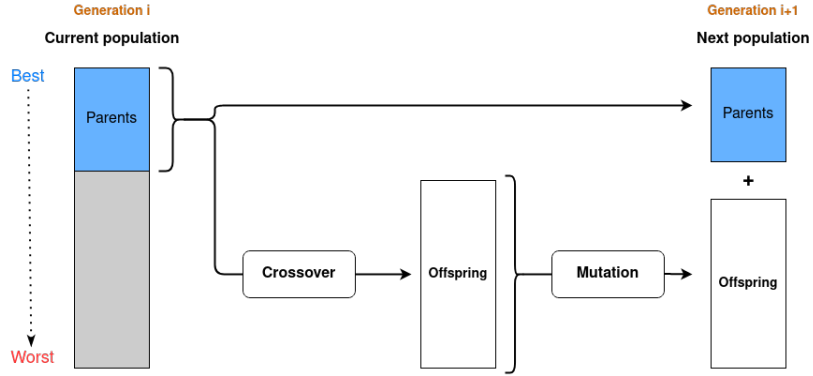 Generation i
Current population
Generation i+1
Next population
Best
Parents
Parents
+
Crossover
Offspring
Mutation
Offspring
Worst